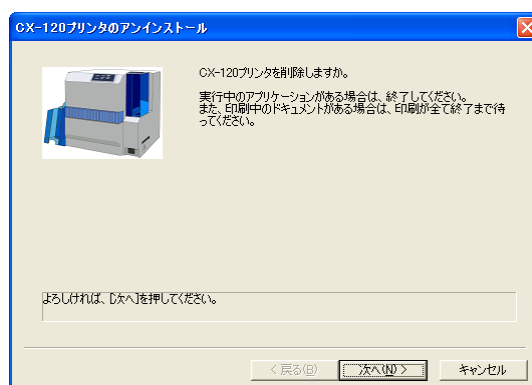 CX-120プリンタのアンインストール
CX-120プリンタを削除しますか。
実行中のアプリケーションがある場合は、終了してください。
また、印刷中のドキュメントがある場合は、印刷が全て終了まで待
ってください。
よろしければ、[次へ]を押してください。
< 戻る(B)
次へ(N) >
キャンセル